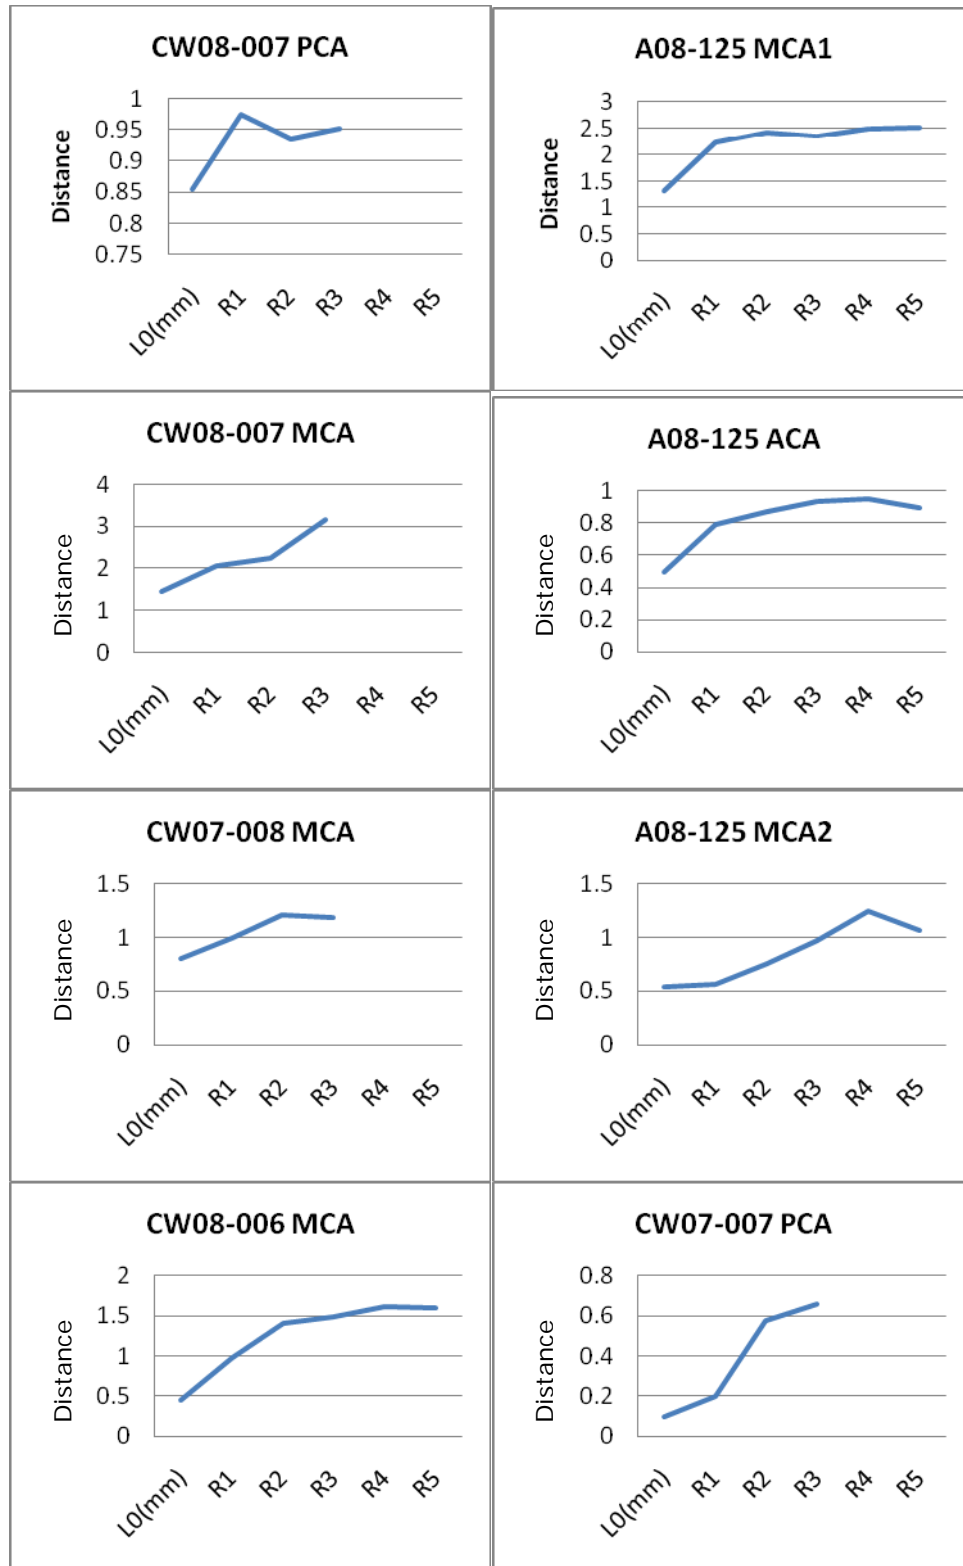 CW08-007 PCA
Distance
1
0.95
0.9
0.85
0.8
0.75
L0(mm) R1 R2 R3 R4 R5
A08-125 MCA1
Distance
3
2.5
2
1.5
1
0.5
0
L0(mm) R1 R2 R3 R4 R5
CW08-007 MCA
Distance
4
3
2
1
0
L0(mm) R1 R2 R3 R4 R5
A08-125 ACA
Distance
1
0.8
0.6
0.4
0.2
0
L0(mm) R1 R2 R3 R4 R5
CW07-008 MCA
Distance
1.5
1
0.5
0
L0(mm) R1 R2 R3 R4 R5
A08-125 MCA2
Distance
1.5
1
0.5
0
L0(mm) R1 R2 R3 R4 R5
CW08-006 MCA
Distance
2
1.5
1
0.5
0
L0(mm) R1 R2 R3 R4 R5
CW07-007 PCA
Distance
0.8
0.6
0.4
0.2
0
L0(mm) R1 R2 R3 R4 R5